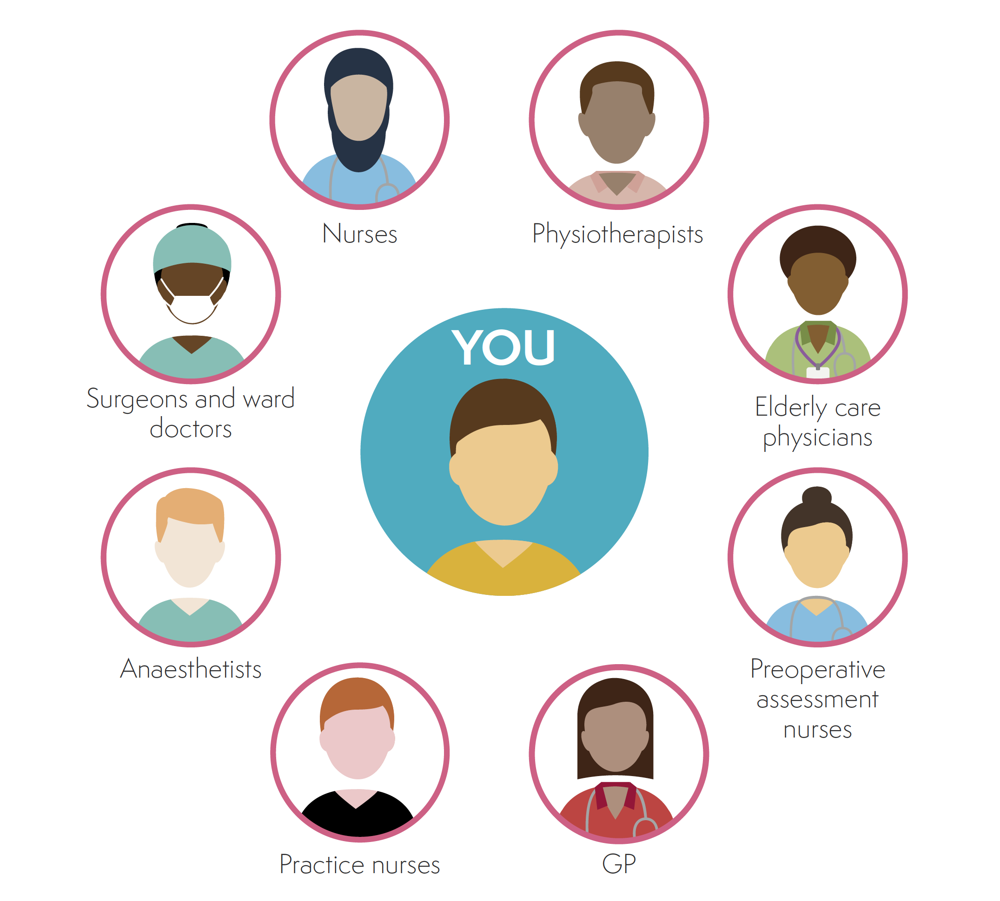 Nurses
Physiotherapists
Surgeons and ward
doctors
YOU
Elderly care
physicians
Anaesthetists
Preoperative
assessment
nurses
Practice nurses
GP